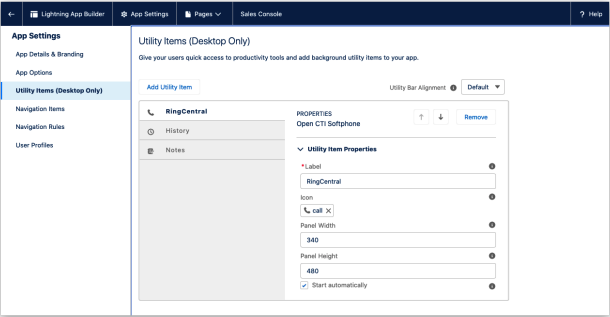 Lightning App Builder
App Settings
Pages
Sales Console
? Help
App Settings
App Details & Branding
App Options
Utility Items (Desktop Only)
Navigation Items
Navigation Rules
User Profiles
Utility Items (Desktop Only)
Give your users quick access to productivity tools and add background utility items to your app.
Add Utility Item
Utility Bar Alignment
Default
RingCentral
History
Notes
PROPERTIES
Open CTI Softphone
Remove
Utility Item Properties
*Label
RingCentral
Icon
call
Panel Width
340
Panel Height
480
Start automatically